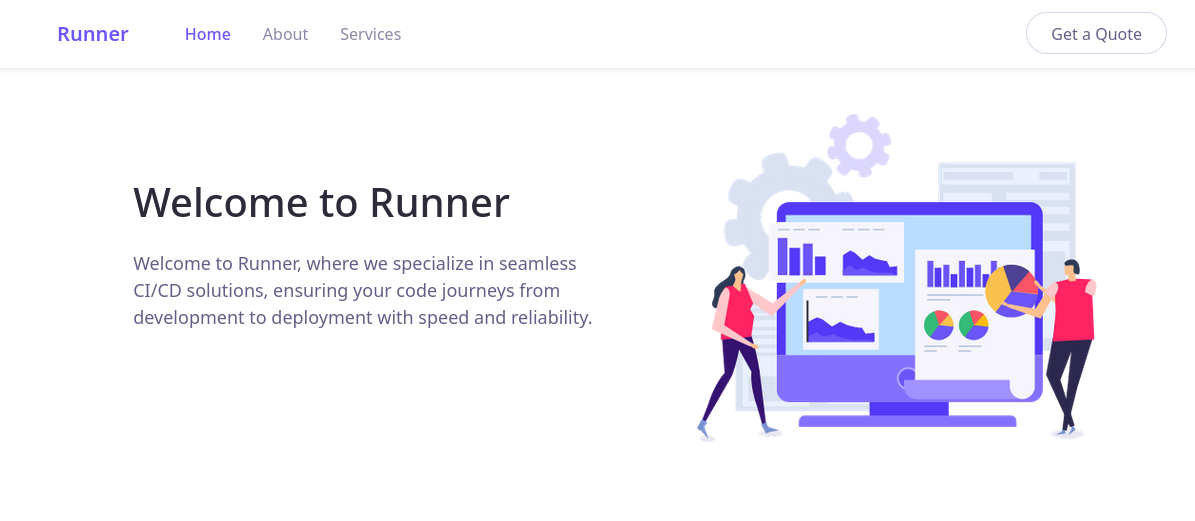 Runner
Home
About
Services
Get a Quote
Welcome to Runner
Welcome to Runner, where we specialize in seamless
CI/CD solutions, ensuring your code journeys from
development to deployment with speed and reliability.